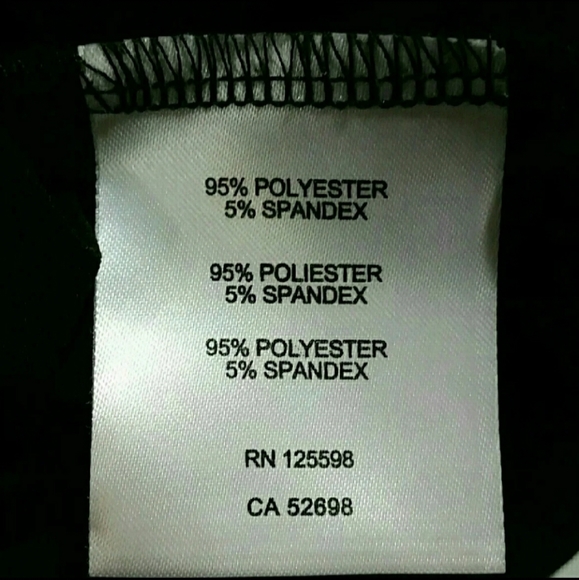 95% POLYESTER
5% SPANDEX
95% POLIESTER
5% SPANDEX
95% POLYESTER
5% SPANDEX
RN 125598
CA 52698